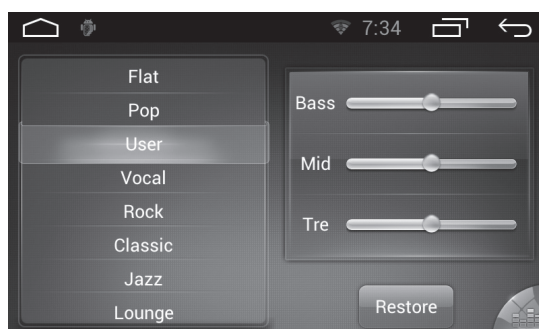 7:34
Flat
Pop
User
Vocal
Rock
Classic
Jazz
Lounge
Bass
Mid
Tre
Restore